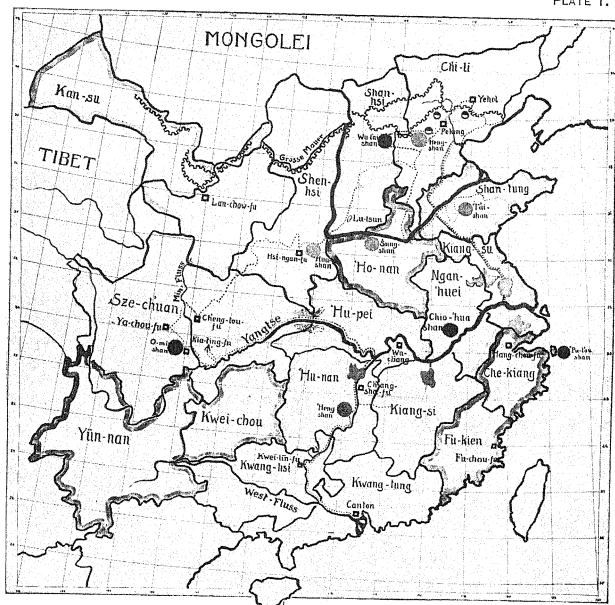 PLATE I.
MONGOLEI
Chi-li
Kan-su
Shan-
hsi
Yehol
Peking
Wu tai
shan
Heng-
shan
Grosse Mauer
TIBET
Shen-
hsi
Shan-tung
Tai-
shan
Lan-chow-fu
Lu-tsun
Kiang-
su
Hsi-ngan-fu
Hua
shan
Sung-
shan
Ho-nan
Ngan-
huei
Min Fluss
Sze-chuan
Cheng-tou-
fu
Hu-pei
Chio-'hua
shan
Ya-chou-fu
Yangtse
O-mi
shan
Kia-ting-fu
Wu-
chang
Hang-chou-fu
Pu-t'ou
shan
Che-kiang
Hu-nan
Chang-
sha-fu
Kwei-chou
Kiang-si
'Heng
shan
Yün-nan
Fu-kien
Kwei-lin-fu
Fu-chou-fu
Kwang-hsi
Kwang-tung
West-Fluss
Canton